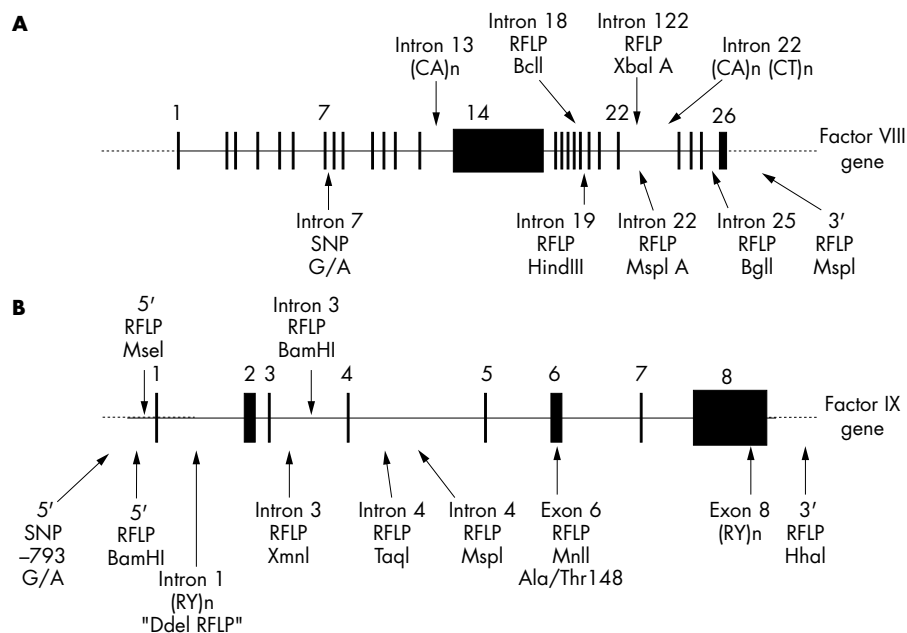 A
Intron 13
(CA)n
Intron 18
RFLP
BclI
Intron 122
RFLP
XbaI A
Intron 22
(CA)n (CT)n
1
7
14
22
26
Factor VIII
gene
Intron 7
SNP
G/A
Intron 19
RFLP
HindIII
Intron 22
RFLP
MspI A
Intron 25
RFLP
BglI
3′
RFLP
MspI
B
5′
RFLP
MseI
Intron 3
RFLP
BamHI
1
2
3
4
5
6
7
8
Factor IX
gene
5′
SNP
–793
G/A
5′
RFLP
BamHI
Intron 1
(RY)n
"DdeI RFLP"
Intron 3
RFLP
XmnI
Intron 4
RFLP
TaqI
Intron 4
RFLP
MspI
Exon 6
RFLP
MnlI
Ala/Thr148
Exon 8
(RY)n
3′
RFLP
HhaI